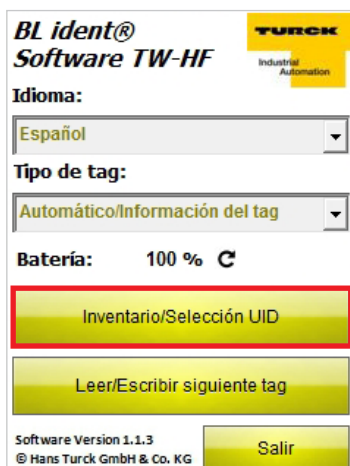 BL ident®
Software TW-HF
TURCK
Industrial
Automation
Idioma:
Español
Tipo de tag:
Automático/Información del tag
Batería: 100 %
Inventario/Selección UID
Leer/Escribir siguiente tag
Software Version 1.1.3
© Hans Turck GmbH & Co. KG
Salir